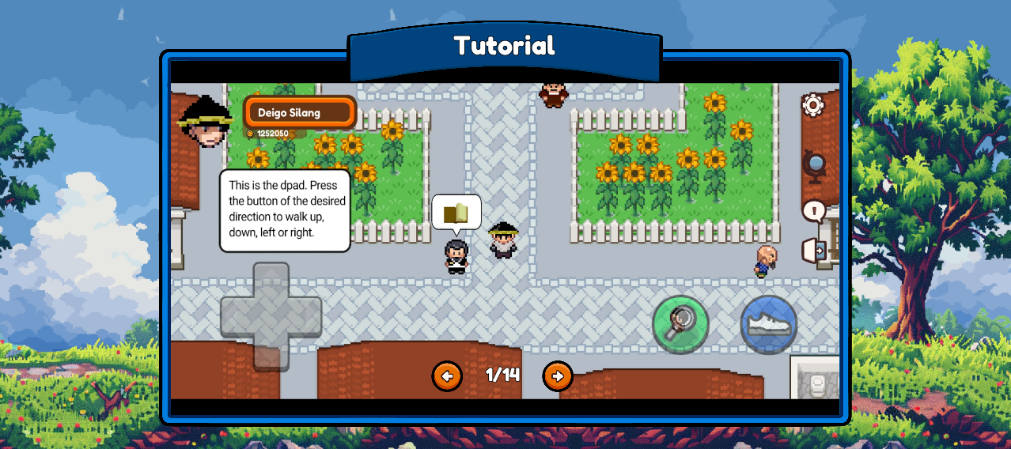 Tutorial
Deigo Silang
1252050
This is the dpad. Press
the button of the desired
direction to walk up,
down, left or right.
!
1/14